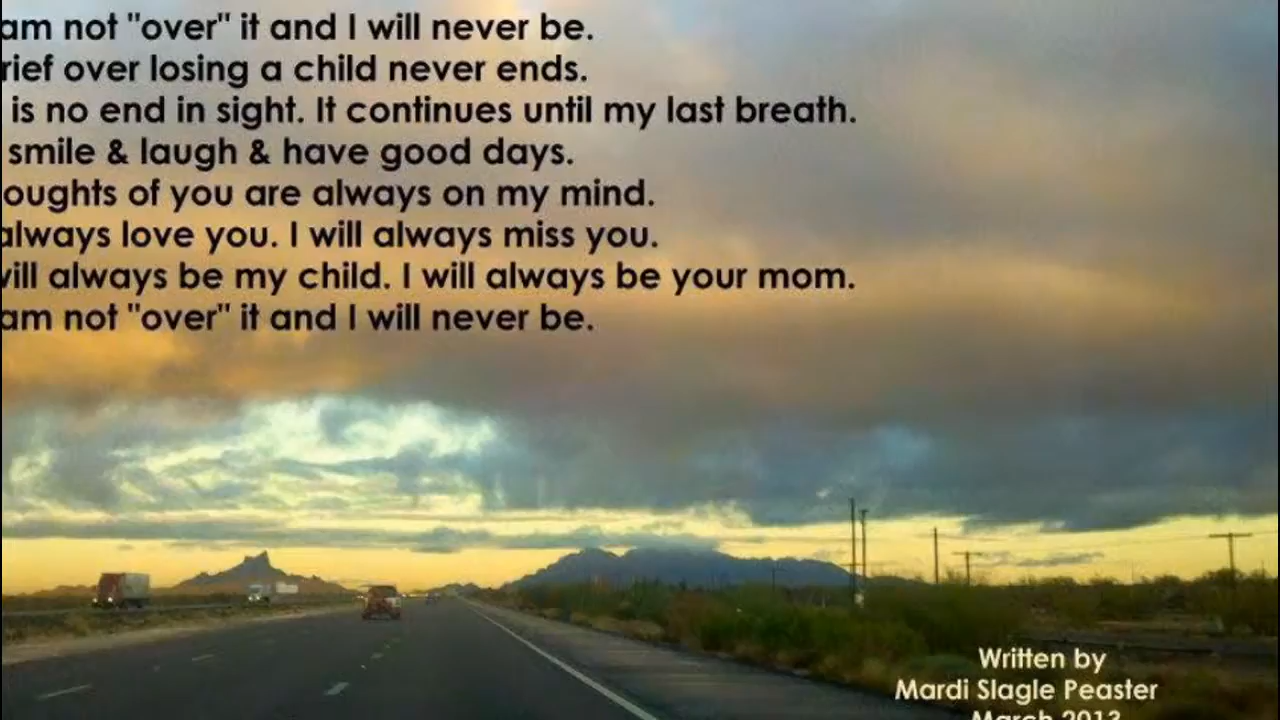 am not "over" it and I will never be.
rief over losing a child never ends.
is no end in sight. It continues until my last breath.
smile & laugh & have good days.
oughts of you are always on my mind.
always love you. I will always miss you.
will always be my child. I will always be your mom.
am not "over" it and I will never be.
Written by
Mardi Slagle Peaster
March 2013